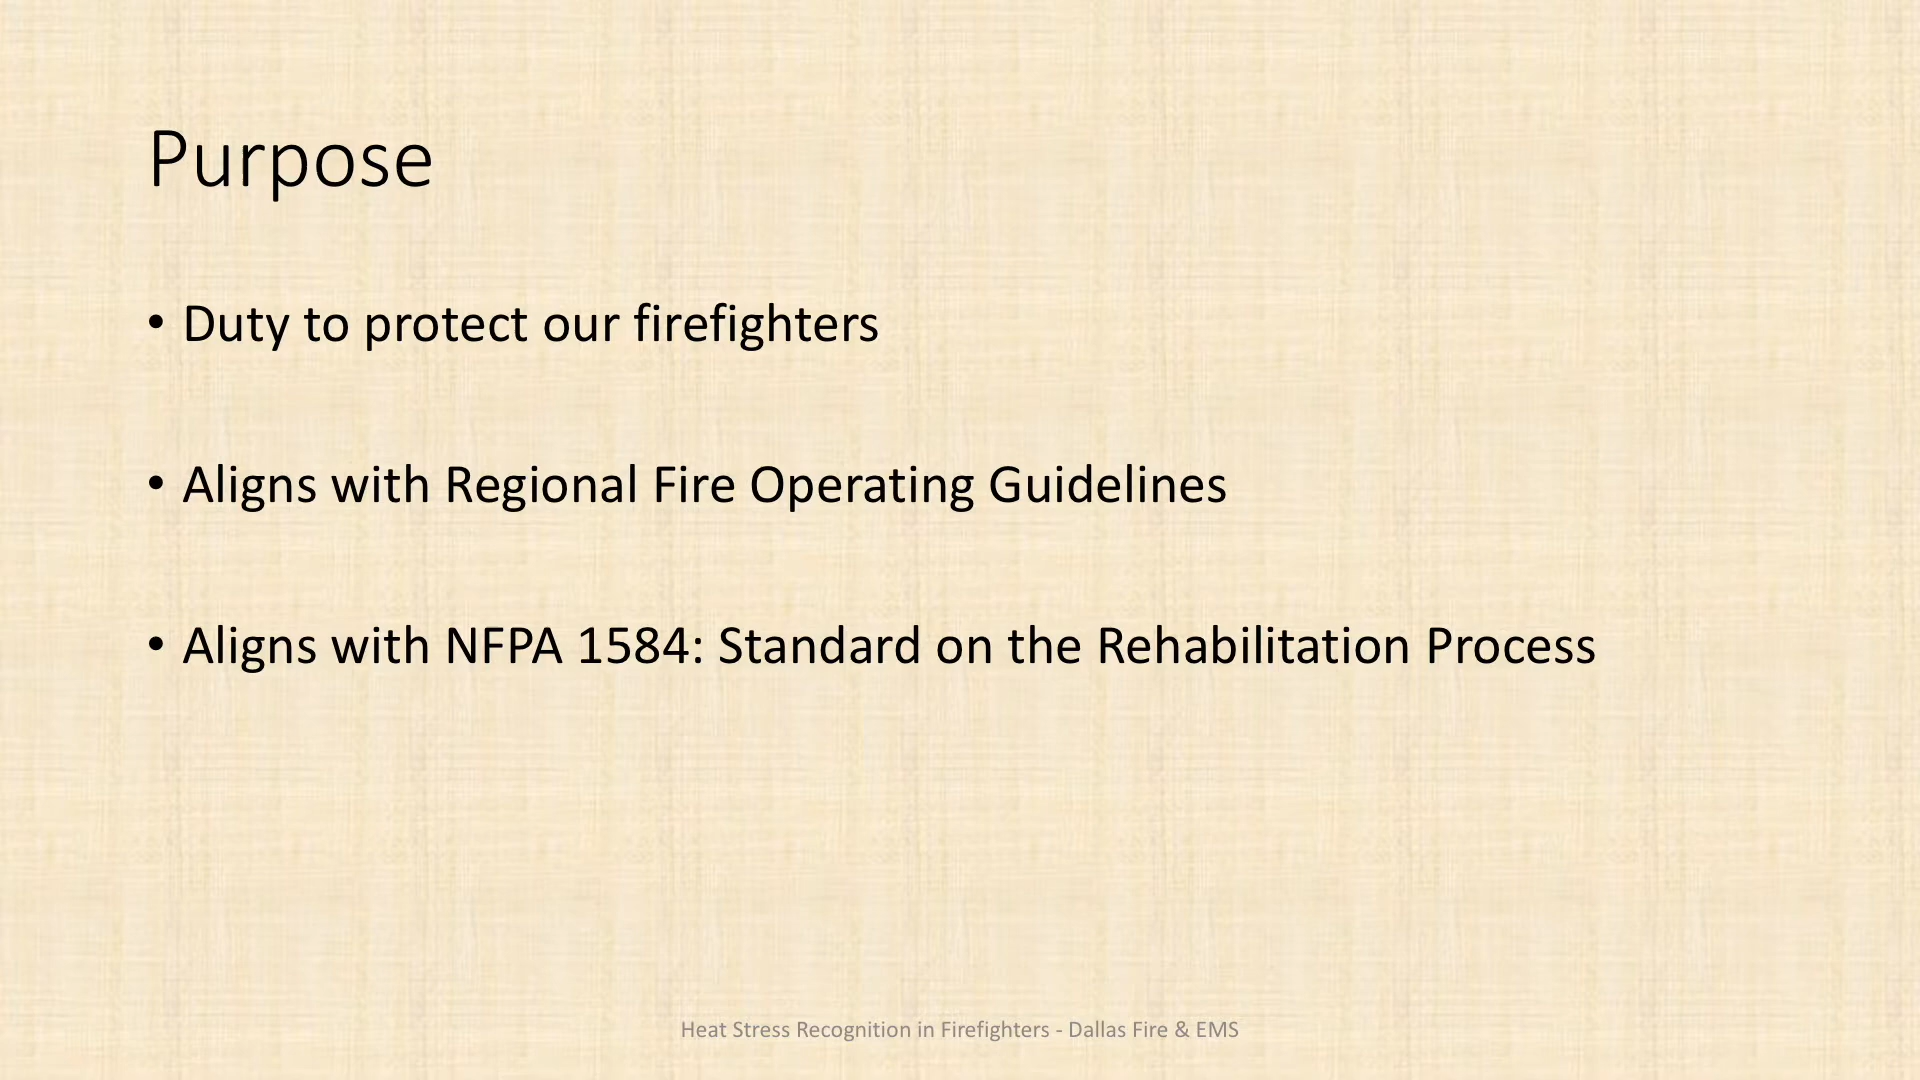 Purpose
• Duty to protect our firefighters
• Aligns with Regional Fire Operating Guidelines
• Aligns with NFPA 1584: Standard on the Rehabilitation Process
Heat Stress Recognition in Firefighters - Dallas Fire & EMS